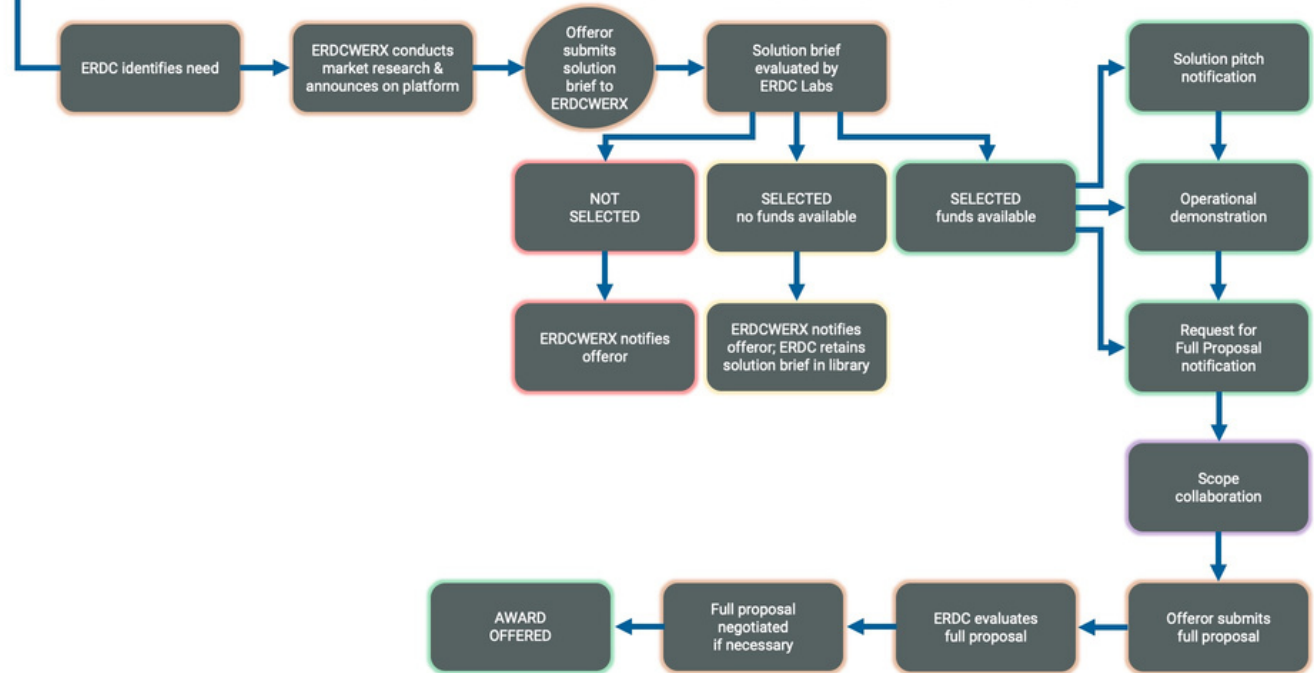 ERDC identifies need
ERDCWERX conducts
market research &
announces on platform
Offeror
submits
solution
brief to
ERDCWERX
Solution brief
evaluated by
ERDC Labs
Solution pitch
notification
NOT
SELECTED
SELECTED
no funds available
SELECTED
funds available
Operational
demonstration
ERDCWERX notifies
offeror
ERDCWERX notifies
offeror; ERDC retains
solution brief in library
Request for
Full Proposal
notification
Scope
collaboration
AWARD
OFFERED
Full proposal
negotiated
if necessary
ERDC evaluates
full proposal
Offeror submits
full proposal